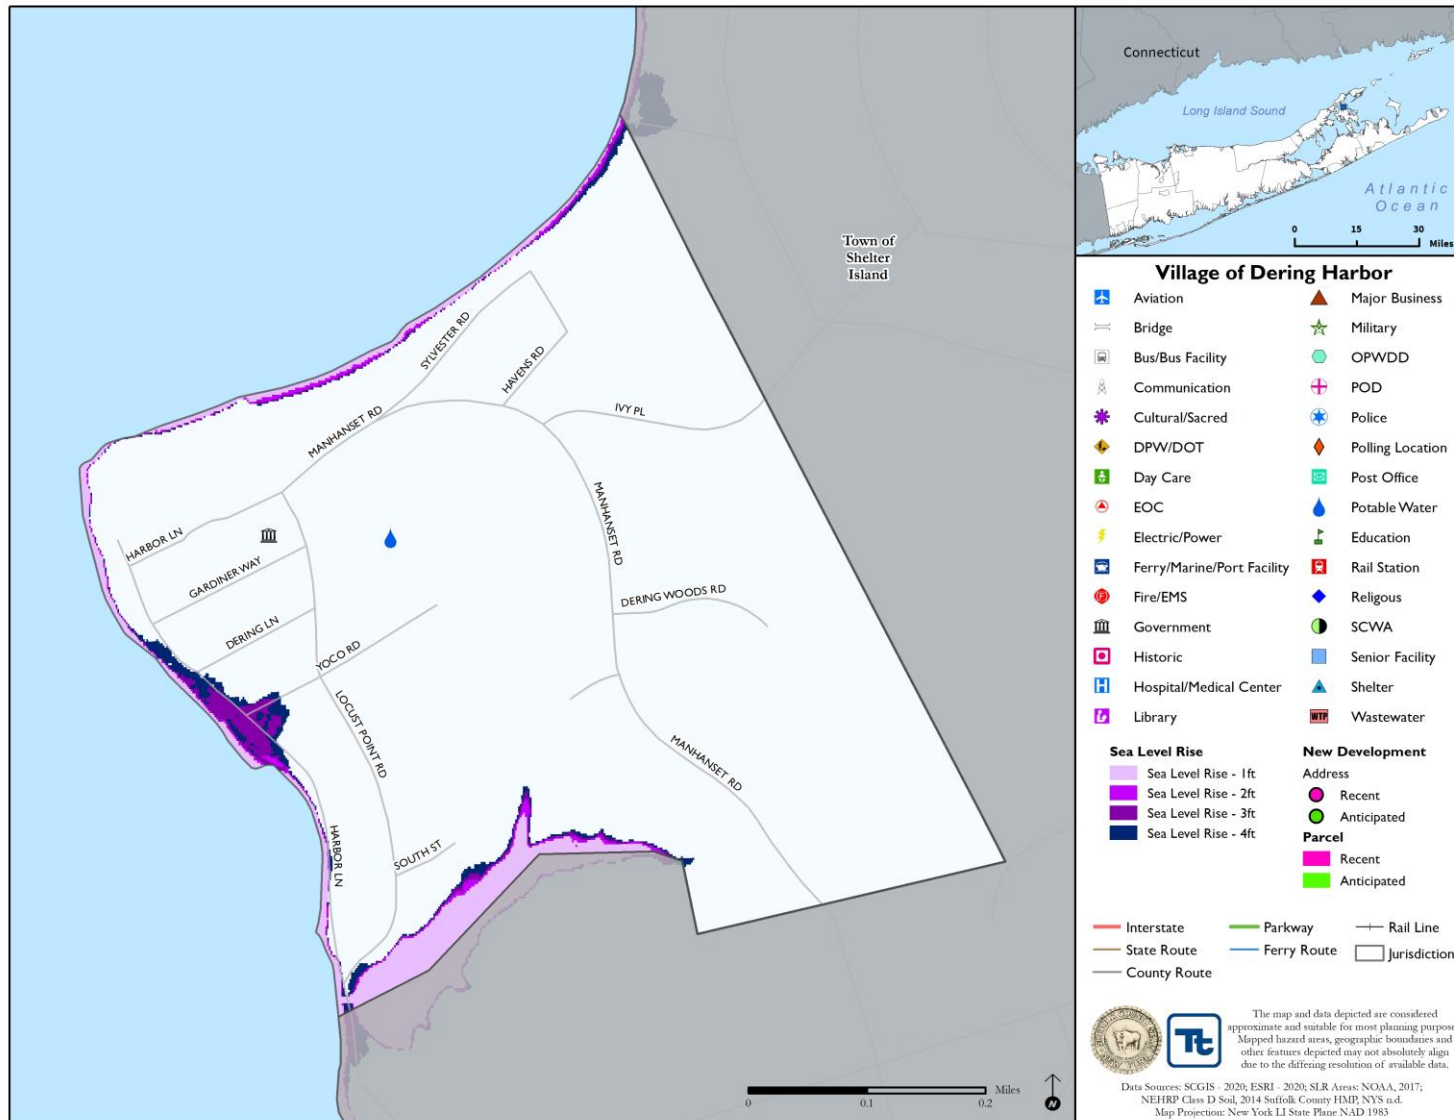 Town of
Shelter
Island
SYLVESTER RD
HAVENS RD
IVY PL
MANHANSET RD
MANHANSET RD
HARBOR LN
GARDINER WAY
DERING LN
YOCO RD
DERING WOODS RD
LOCUST POINT RD
MANHANSET RD
HARBOR LN
SOUTH ST
Miles
0 0.1 0.2
N
Connecticut
Long Island Sound
Atlantic
Ocean
0 15 30
Miles
Village of Dering Harbor
Aviation
Bridge
Bus/Bus Facility
Communication
Cultural/Sacred
DPW/DOT
Day Care
EOC
Electric/Power
Ferry/Marine/Port Facility
Fire/EMS
Government
Historic
H Hospital/Medical Center
Library
Major Business
Military
OPWDD
POD
Police
Polling Location
Post Office
Potable Water
Education
Rail Station
Religous
SCWA
Senior Facility
Shelter
WTP Wastewater
Sea Level Rise
Sea Level Rise - 1ft
Sea Level Rise - 2ft
Sea Level Rise - 3ft
Sea Level Rise - 4ft
New Development
Address
Recent
Anticipated
Parcel
Recent
Anticipated
Interstate
State Route
County Route
Parkway
Ferry Route
Rail Line
Jurisdiction
Tt
The map and data depicted are considered
approximate and suitable for most planning purpose
Mapped hazard areas, geographic boundaries and
other features depicted may not absolutely align
due to the differing resolution of available data.
Data Sources: SCGIS - 2020; ESRI - 2020; SLR Areas: NOAA, 2017;
NEHRP Class D Soil, 2014 Suffolk County HMP, NYS n.d.
Map Projection: New York LI State Plane NAD 1983